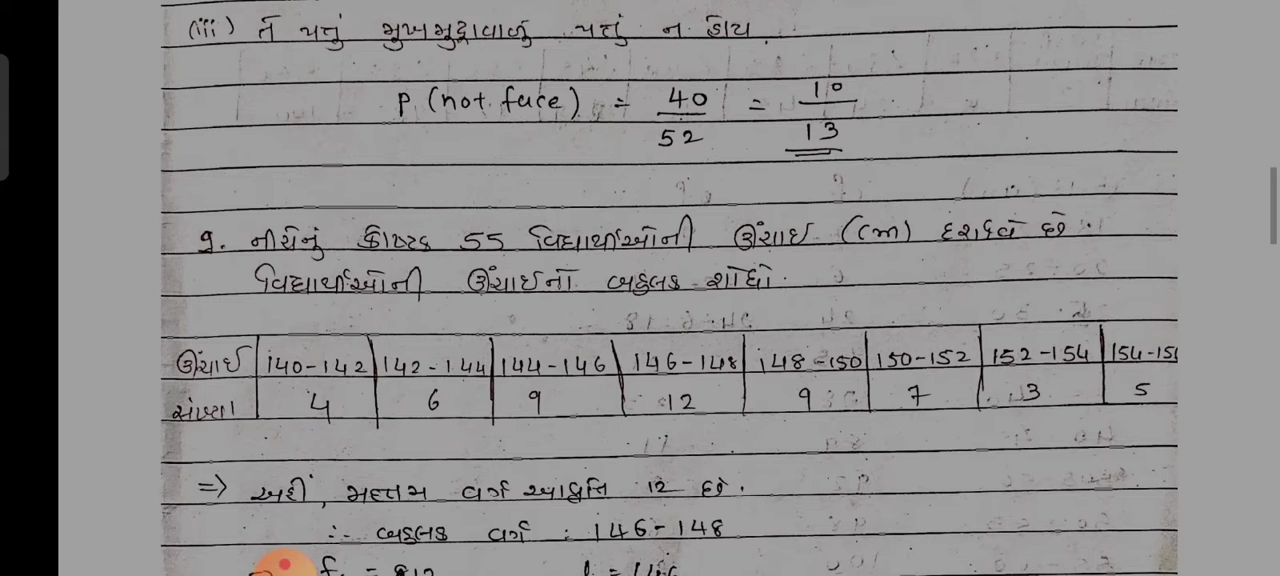 (iii) તે પત્તું મુખમુદ્રાવાળું પત્તું ન હોય.
P (not face) = 40/52 = 10/13
9. નીચેનું કોષ્ટક 55 વિદ્યાર્થીઓની ઊંચાઈ (cm) દર્શાવે છે.
વિદ્યાર્થીઓની ઊંચાઈનો બહુલક શોધો.
ઊંચાઈ 140-142 142-144 144-146 146-148 148-150 150-152 152-154 154-15
સંખ્યા 4 6 9 12 9 7 3 5
=> અહીં, મહત્તમ વર્ગ આવૃત્તિ 12 છે.
∴ બહુલક વર્ગ : 146-148